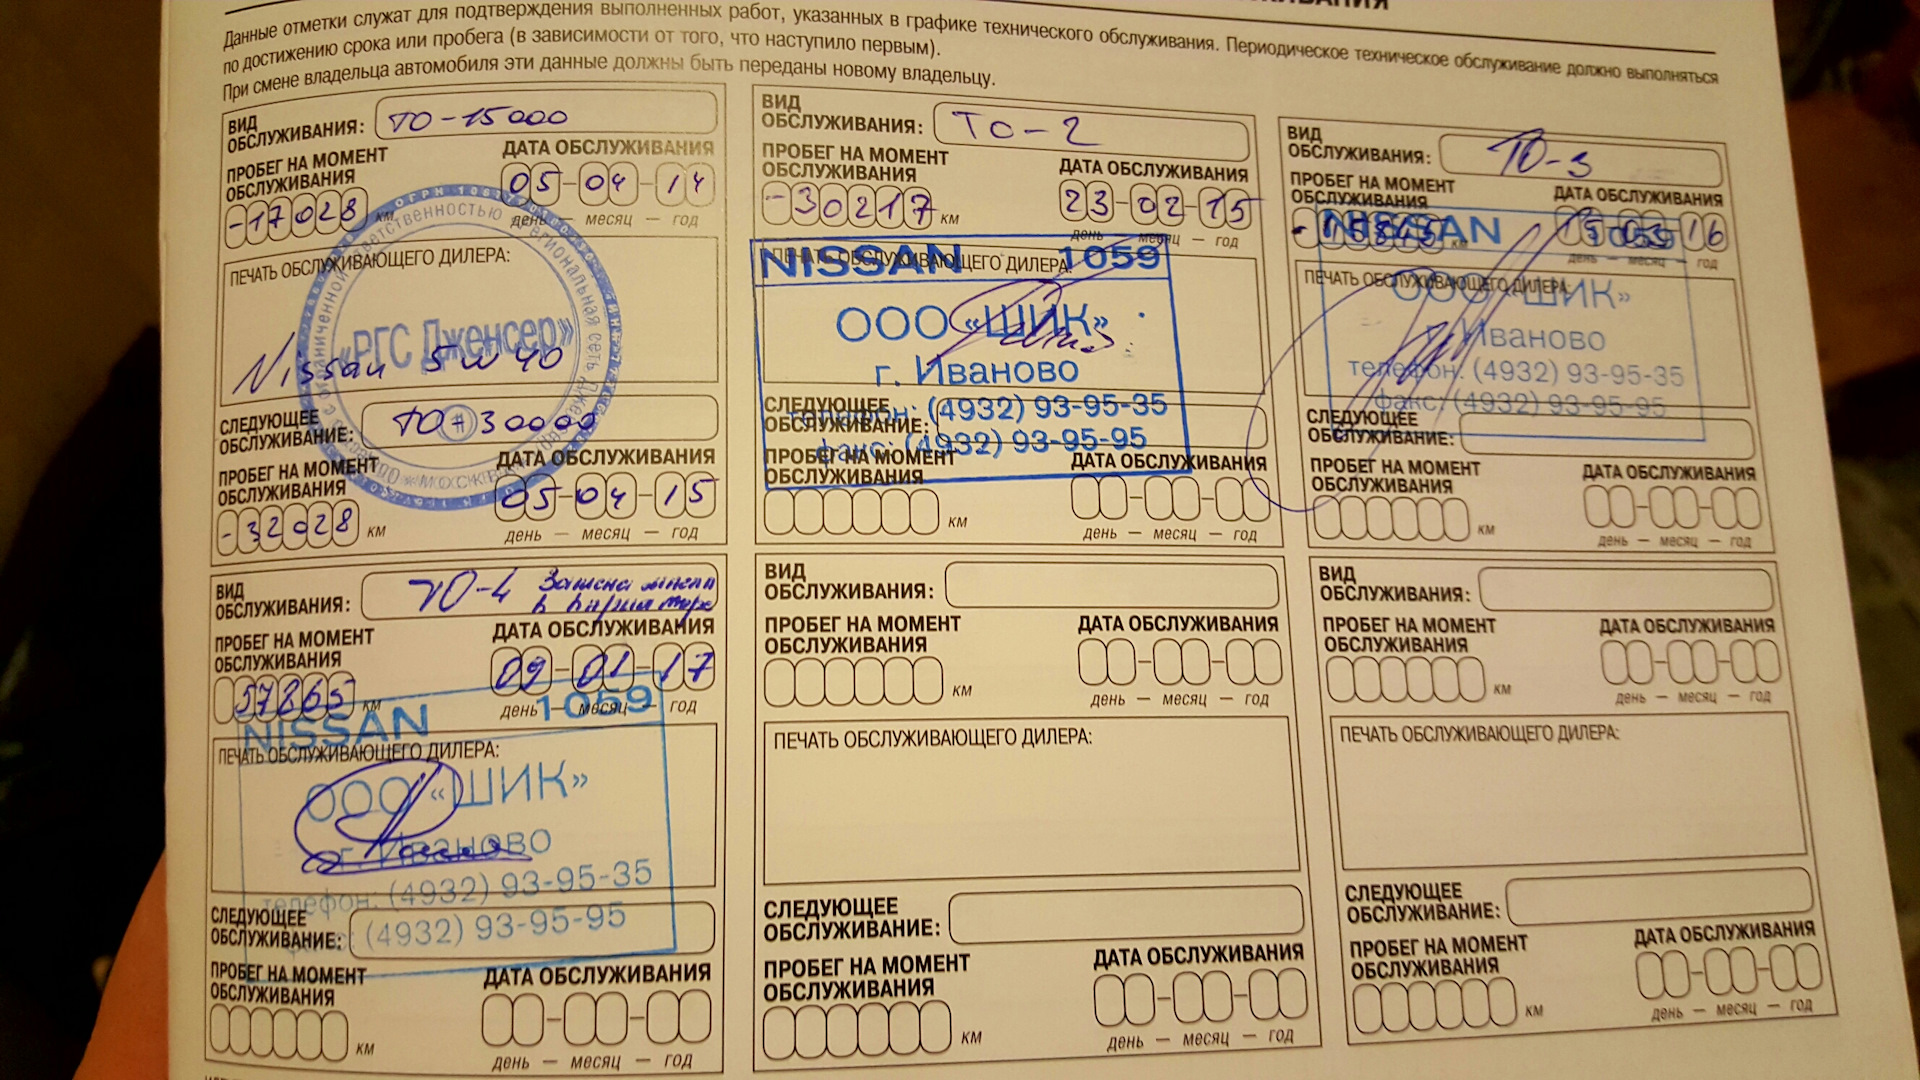 Данные отметки служат для подтверждения выполненных работ, указанных в графике технического обслуживания. Периодическое техническое обслуживание должно выполняться
по достижению срока или пробега (в зависимости от того, что наступило первым).
При смене владельца автомобиля эти данные должны быть переданы новому владельцу.
ВИД
ОБСЛУЖИВАНИЯ: ТО-15000
ПРОБЕГ НА МОМЕНТ
ОБСЛУЖИВАНИЯ
ДАТА ОБСЛУЖИВАНИЯ
-17028 км
05-04-14
день — месяц — год
ПЕЧАТЬ ОБСЛУЖИВАЮЩЕГО ДИЛЕРА:
«РГС Дженсер»
Nissan 5w40
СЛЕДУЮЩЕЕ
ОБСЛУЖИВАНИЕ: ТО-30000
ПРОБЕГ НА МОМЕНТ
ОБСЛУЖИВАНИЯ
ДАТА ОБСЛУЖИВАНИЯ
-32028 км
05-04-15
день — месяц — год
ВИД
ОБСЛУЖИВАНИЯ: ТО-2
ПРОБЕГ НА МОМЕНТ
ОБСЛУЖИВАНИЯ
ДАТА ОБСЛУЖИВАНИЯ
-30217 км
23-02-15
день — месяц — год
ПЕЧАТЬ ОБСЛУЖИВАЮЩЕГО ДИЛЕРА:
NISSAN 1059
ООО «ШИК»
г. Иваново
телефон: (4932) 93-95-35
факс: (4932) 93-95-95
СЛЕДУЮЩЕЕ
ОБСЛУЖИВАНИЕ:
ПРОБЕГ НА МОМЕНТ
ОБСЛУЖИВАНИЯ
ДАТА ОБСЛУЖИВАНИЯ
км
день — месяц — год
ВИД
ОБСЛУЖИВАНИЯ: ТО-3
ПРОБЕГ НА МОМЕНТ
ОБСЛУЖИВАНИЯ
ДАТА ОБСЛУЖИВАНИЯ
км
16
день — месяц — год
ПЕЧАТЬ ОБСЛУЖИВАЮЩЕГО ДИЛЕРА:
NISSAN 1059
ООО «ШИК»
г. Иваново
телефон: (4932) 93-95-35
факс: (4932) 93-95-95
СЛЕДУЮЩЕЕ
ОБСЛУЖИВАНИЕ:
ПРОБЕГ НА МОМЕНТ
ОБСЛУЖИВАНИЯ
ДАТА ОБСЛУЖИВАНИЯ
км
день — месяц — год
ВИД
ОБСЛУЖИВАНИЯ: ТО-4
ПРОБЕГ НА МОМЕНТ
ОБСЛУЖИВАНИЯ
ДАТА ОБСЛУЖИВАНИЯ
57865 км
09-01-17
день — месяц — год
NISSAN 1059
ПЕЧАТЬ ОБСЛУЖИВАЮЩЕГО ДИЛЕРА:
ООО «ШИК»
г. Иваново
телефон: (4932) 93-95-35
факс: (4932) 93-95-95
СЛЕДУЮЩЕЕ
ОБСЛУЖИВАНИЕ:
ПРОБЕГ НА МОМЕНТ
ОБСЛУЖИВАНИЯ
ДАТА ОБСЛУЖИВАНИЯ
км
день — месяц — год
ВИД
ОБСЛУЖИВАНИЯ:
ПРОБЕГ НА МОМЕНТ
ОБСЛУЖИВАНИЯ
ДАТА ОБСЛУЖИВАНИЯ
км
день — месяц — год
ПЕЧАТЬ ОБСЛУЖИВАЮЩЕГО ДИЛЕРА:
СЛЕДУЮЩЕЕ
ОБСЛУЖИВАНИЕ:
ПРОБЕГ НА МОМЕНТ
ОБСЛУЖИВАНИЯ
ДАТА ОБСЛУЖИВАНИЯ
км
день — месяц — год
ВИД
ОБСЛУЖИВАНИЯ:
ПРОБЕГ НА МОМЕНТ
ОБСЛУЖИВАНИЯ
ДАТА ОБСЛУЖИВАНИЯ
км
день — месяц — год
ПЕЧАТЬ ОБСЛУЖИВАЮЩЕГО ДИЛЕРА:
СЛЕДУЮЩЕЕ
ОБСЛУЖИВАНИЕ:
ПРОБЕГ НА МОМЕНТ
ОБСЛУЖИВАНИЯ
ДАТА ОБСЛУЖИВАНИЯ
км
день — месяц — год